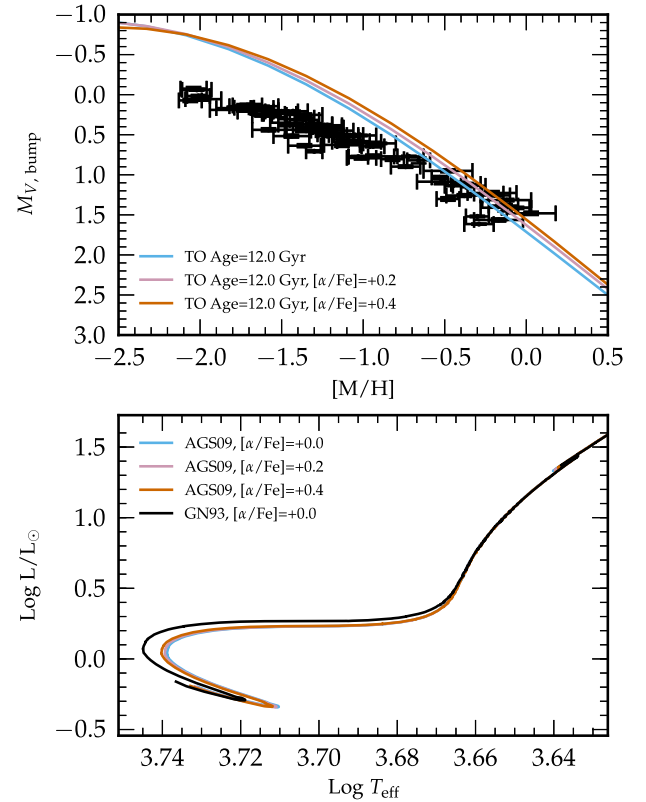 −1.0
−0.5
0.0
0.5
1.0
1.5
2.0
2.5
3.0
M_V, bump
TO Age=12.0 Gyr
TO Age=12.0 Gyr, [α/Fe]=+0.2
TO Age=12.0 Gyr, [α/Fe]=+0.4
−2.5 −2.0 −1.5 −1.0 −0.5 0.0 0.5
[M/H]
1.5
1.0
0.5
0.0
−0.5
Log L/L☉
AGS09, [α/Fe]=+0.0
AGS09, [α/Fe]=+0.2
AGS09, [α/Fe]=+0.4
GN93, [α/Fe]=+0.0
3.74 3.72 3.70 3.68 3.66 3.64
Log T_eff